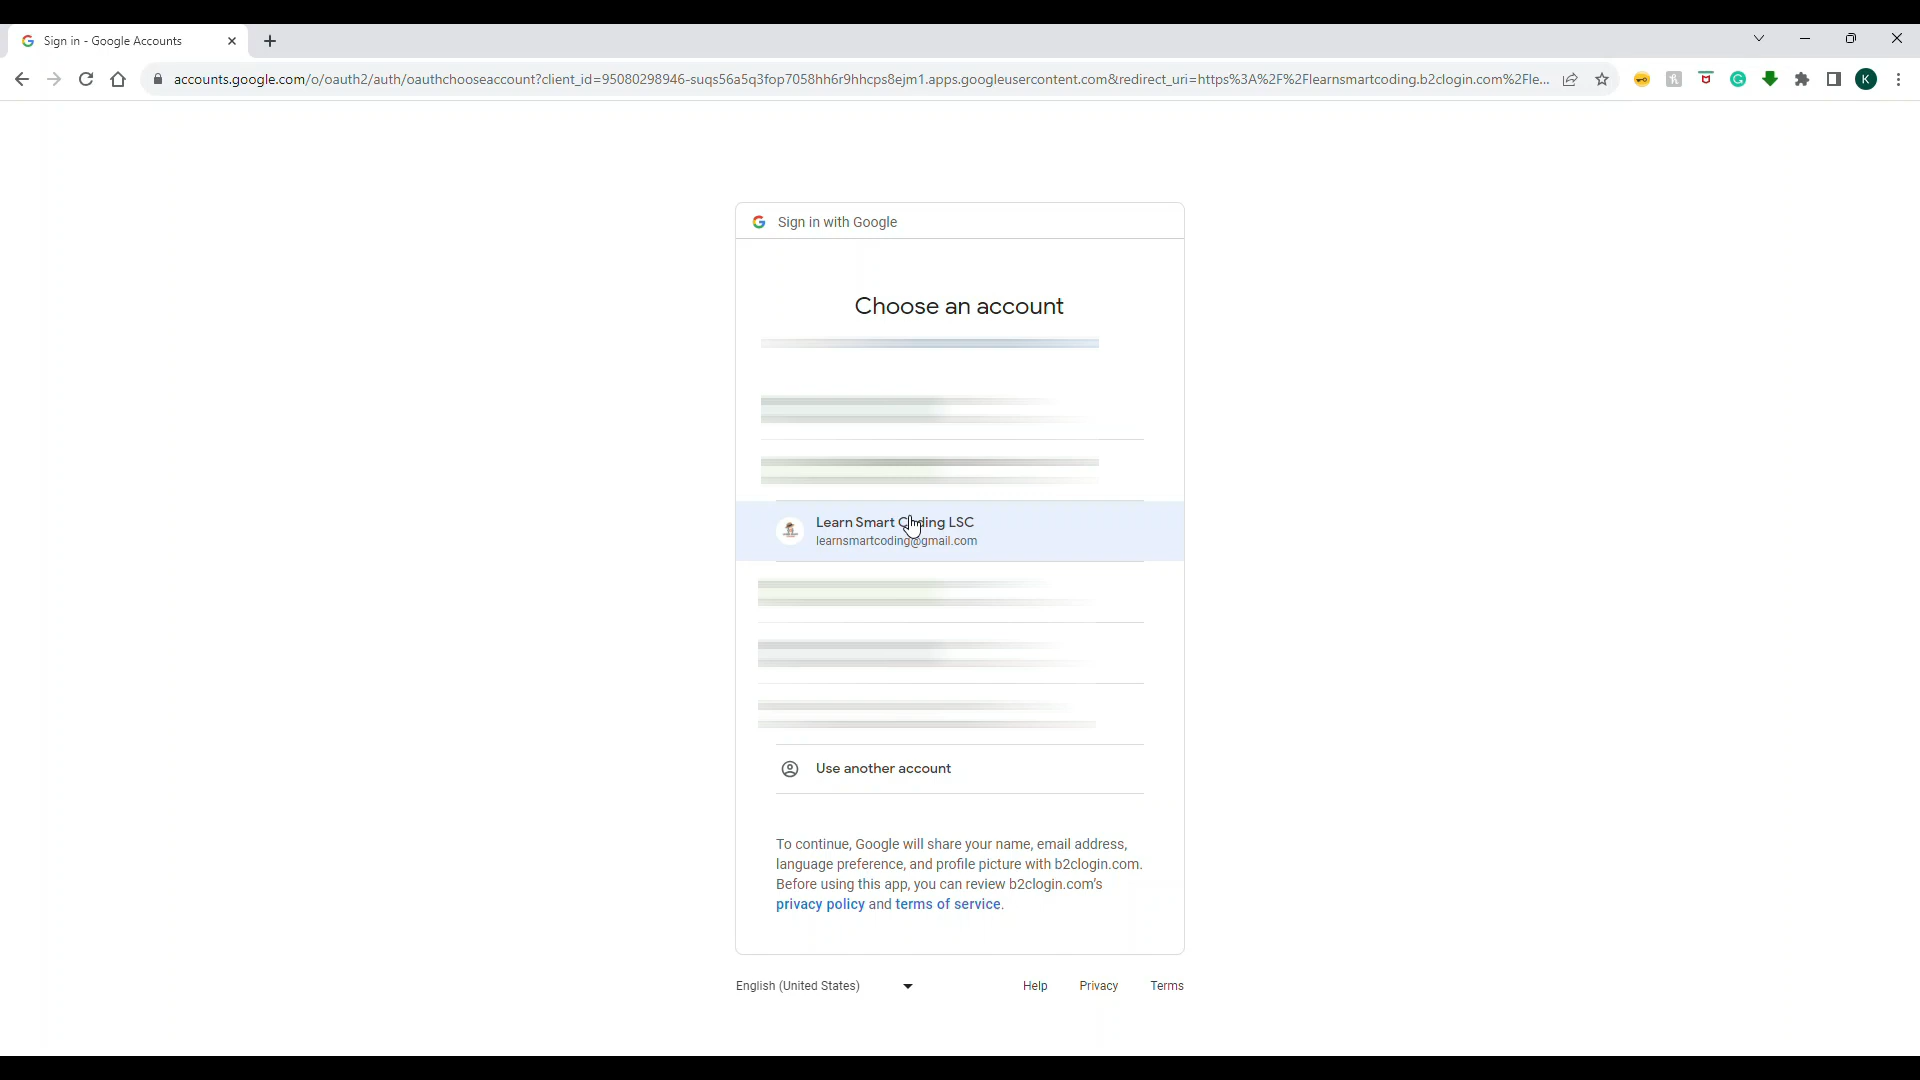 Sign in - Google Accounts
accounts.google.com/o/oauth2/auth/oauthchooseaccount?client_id=95080298946-suqs56a5q3fop7058hh6r9hhcps8ejm1.apps.googleusercontent.com&redirect_uri=https%3A%2F%2Flearnsmartcoding.b2clogin.com%2Fle...
K
Sign in with Google
Choose an account
Learn Smart Coding LSC
learnsmartcoding@gmail.com
Use another account
To continue, Google will share your name, email address,
language preference, and profile picture with b2clogin.com.
Before using this app, you can review b2clogin.com's
privacy policy and terms of service.
English (United States)
Help Privacy Terms